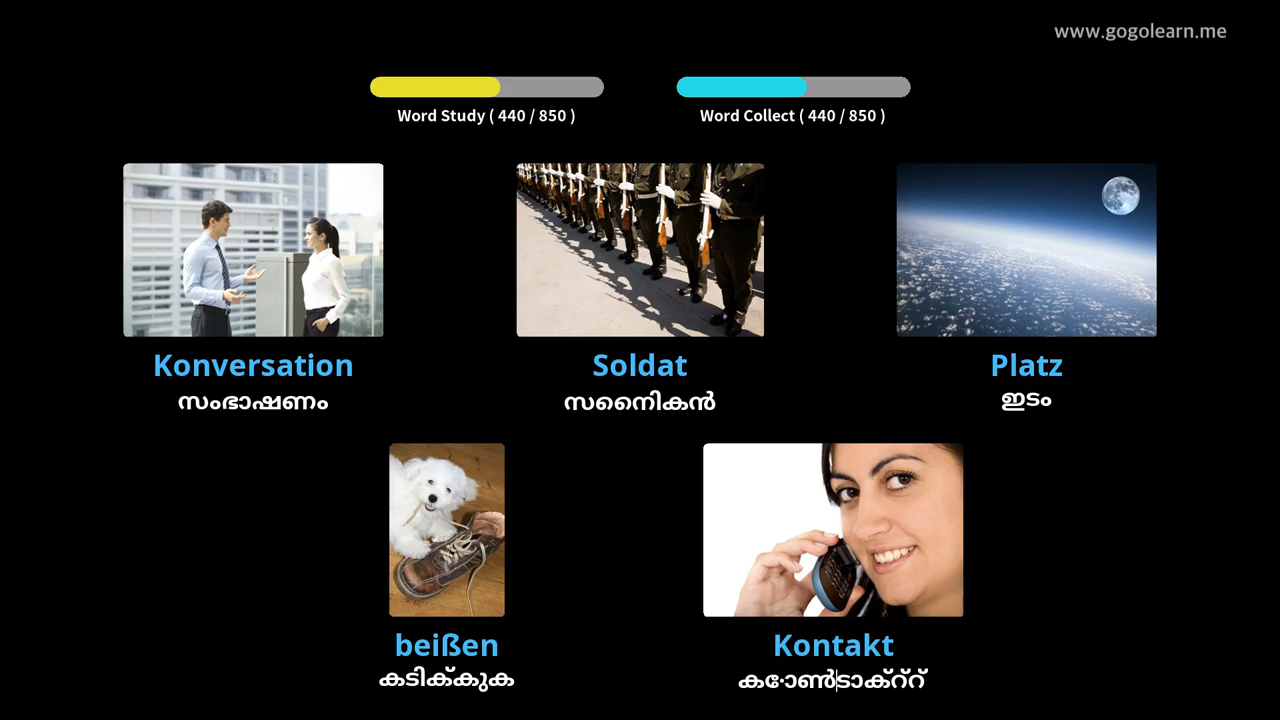 www.gogolearn.me
Word Study ( 440 / 850 )
Word Collect ( 440 / 850 )
Konversation
Soldat
Platz
സംഭാഷണം
സൈനികൻ
ഇടം
beißen
Kontakt
കടിക്കുക
കോൺടാക്റ്റ്